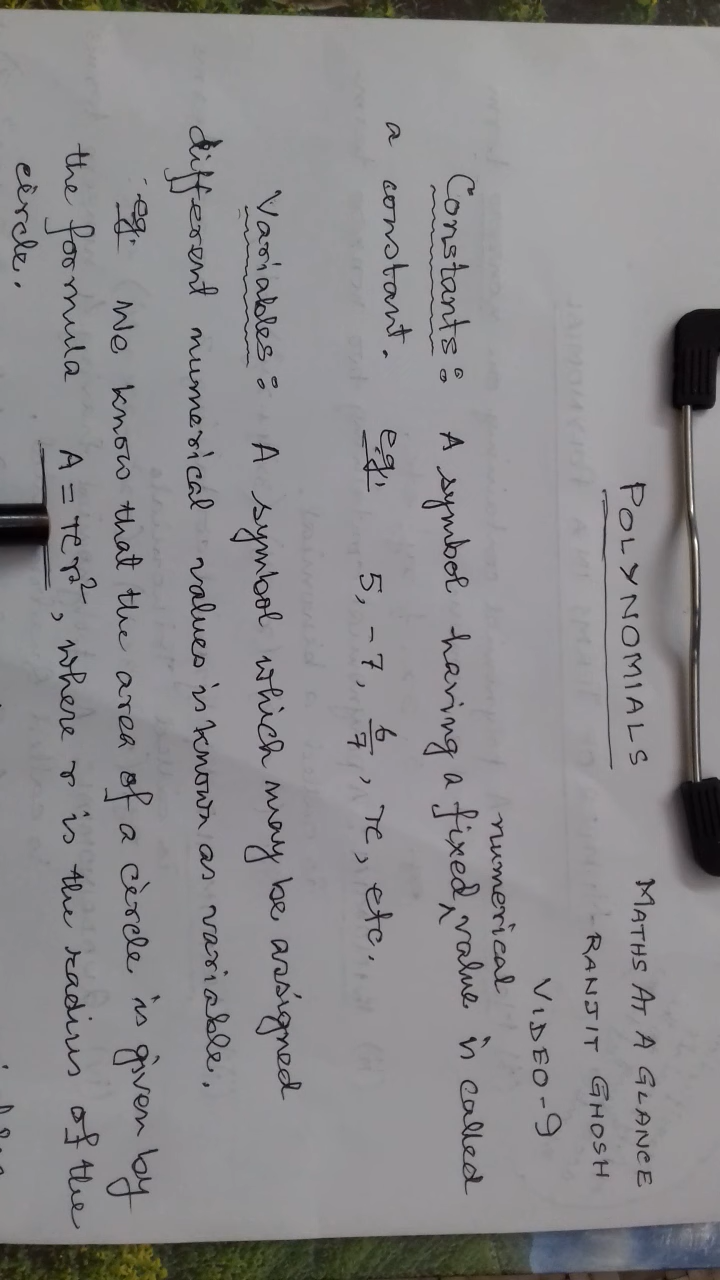 MATHS AT A GLANCE
POLYNOMIALS
RANJIT GHOSH
VIDEO-9
numerical
Constants: A symbol having a fixed ^ value is called
a constant. eg: 5, -7, 6/7, π, etc.
Variables: A symbol which may be assigned
different numerical values is known as variable.
eg: We know that the area of a circle is given by
the formula A = πr², where r is the radius of the
circle.